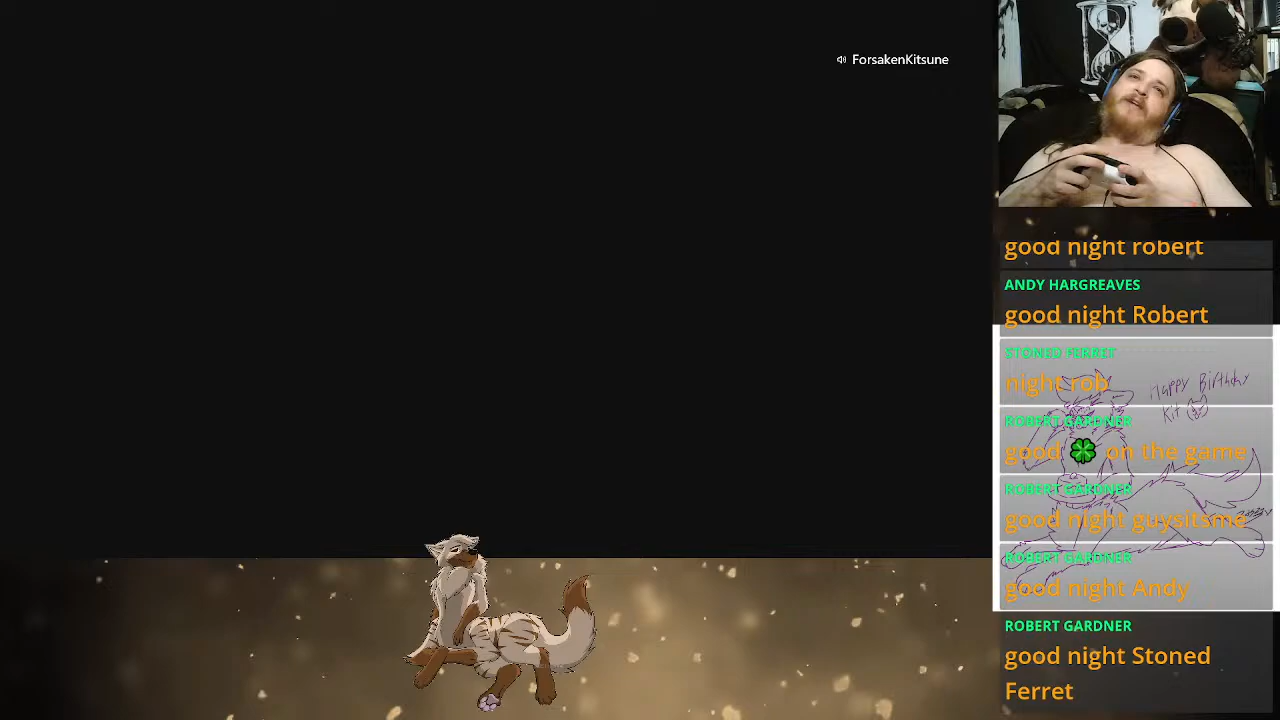 ForsakenKitsune
good night robert
ANDY HARGREAVES
good night Robert
STONED FERRET
night rob
Happy Birthday
Kit
ROBERT GARDNER
good 🍀 on the game
ROBERT GARDNER
good night guysitsme
ROBERT GARDNER
good night Andy
ROBERT GARDNER
good night Stoned
Ferret